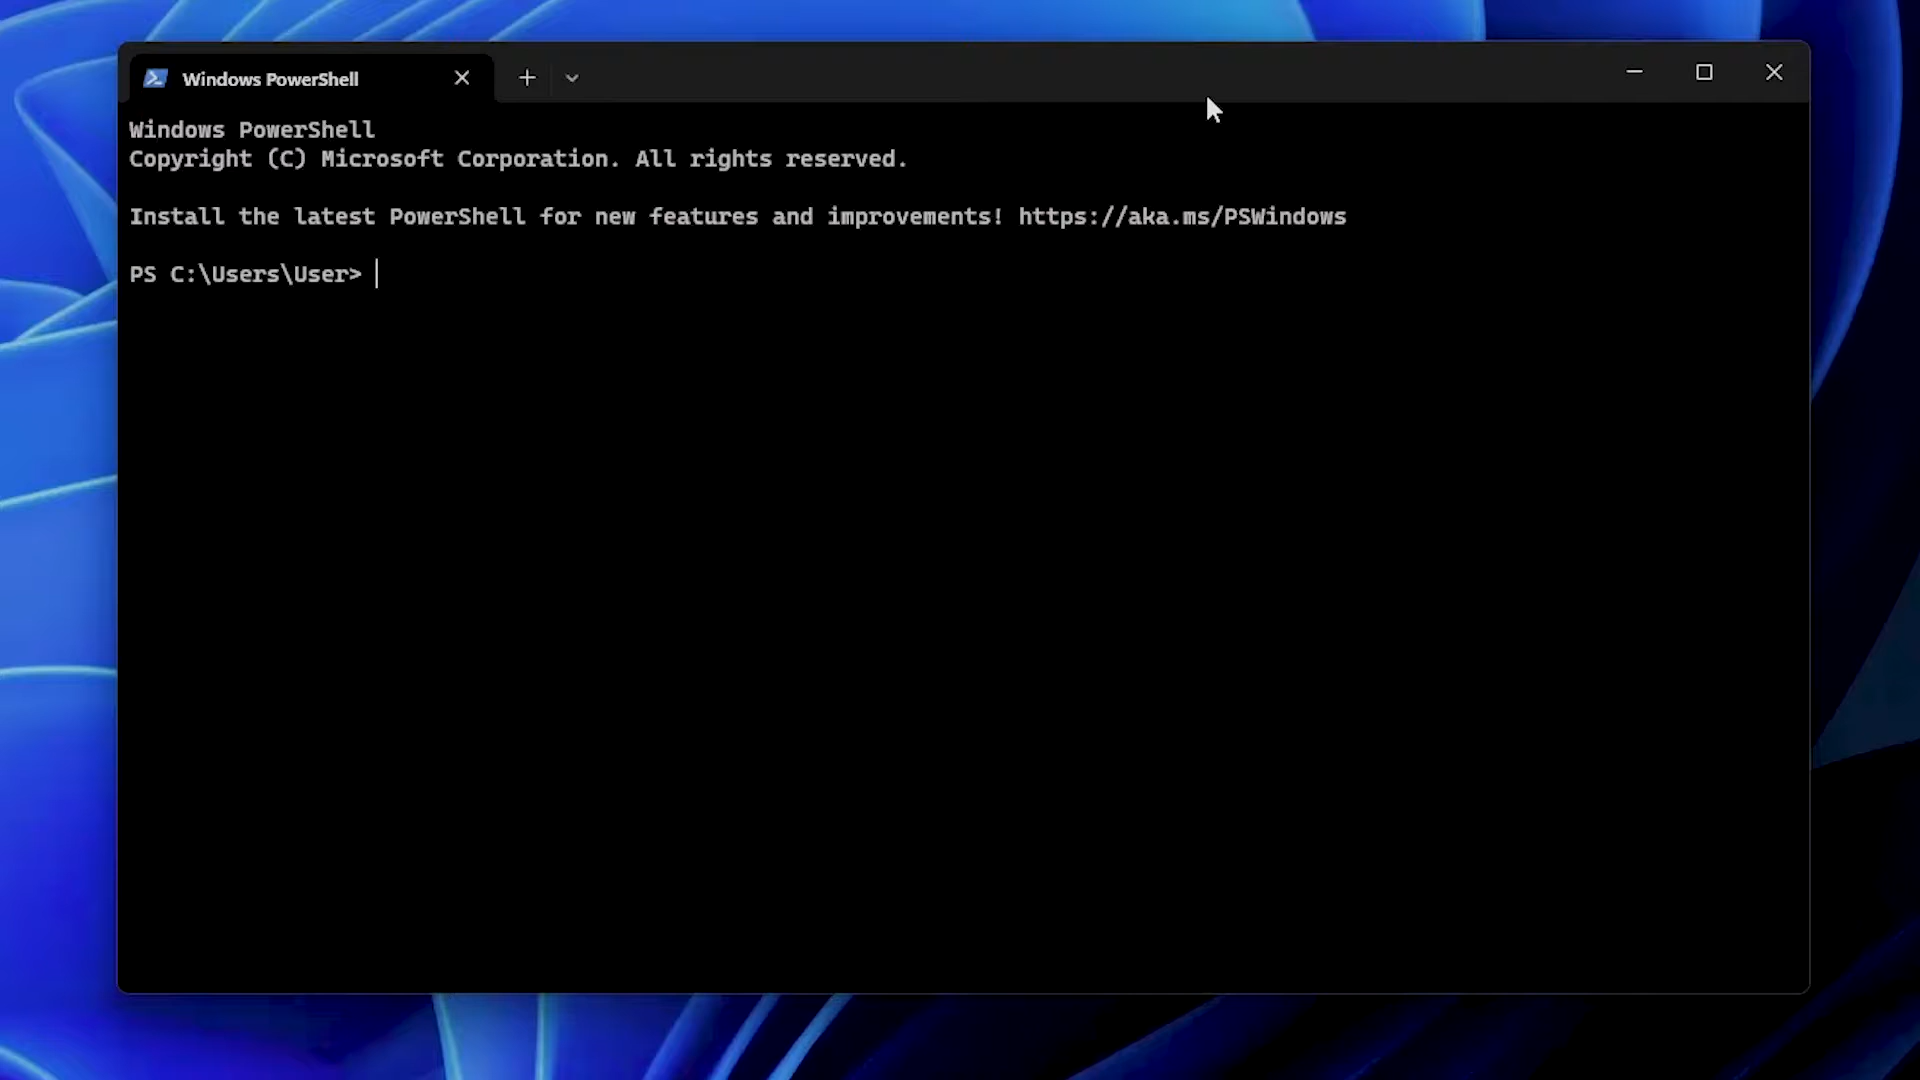 Windows PowerShell
Windows PowerShell
Copyright (C) Microsoft Corporation. All rights reserved.
Install the latest PowerShell for new features and improvements! https://aka.ms/PSWindows
PS C:\Users\User>